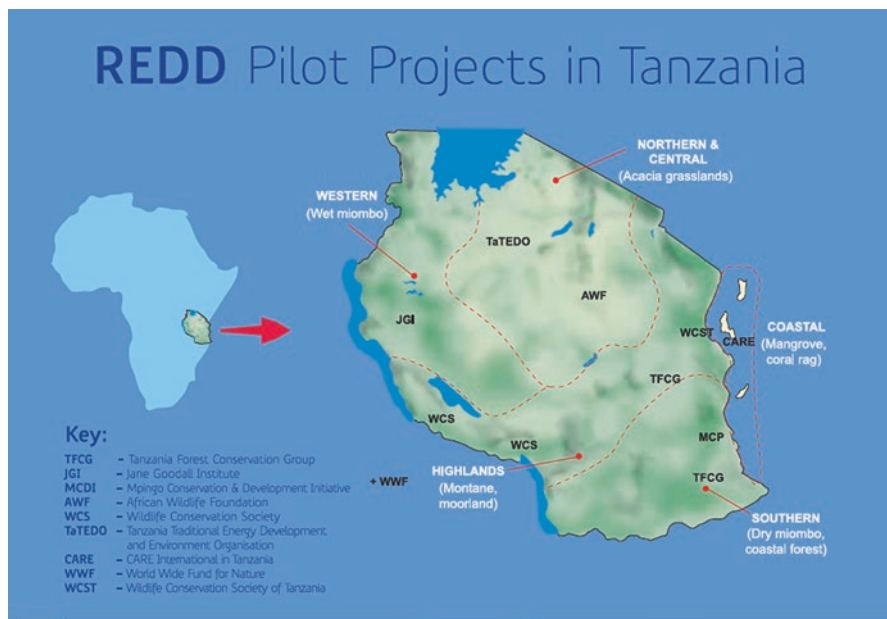 REDD Pilot Projects in Tanzania
NORTHERN &
CENTRAL
(Acacia grasslands)
WESTERN
(Wet miombo)
TaTEDO
AWF
JGI
WCST
CARE
COASTAL
(Mangrove,
coral rag)
TFCG
WCS
WCS
MCP
+ WWF
HIGHLANDS
(Montane,
moorland)
TFCG
SOUTHERN
(Dry miombo,
coastal forest)
Key:
TFCG – Tanzania Forest Conservation Group
JGI – Jane Goodall Institute
MCDI – Mpingo Conservation & Development Initiative
AWF – African Wildlife Foundation
WCS – Wildlife Conservation Society
TaTEDO – Tanzania Traditional Energy Development
and Environment Organisation
CARE – CARE International in Tanzania
WWF – World Wide Fund for Nature
WCST – Wildlife Conservation Society of Tanzania